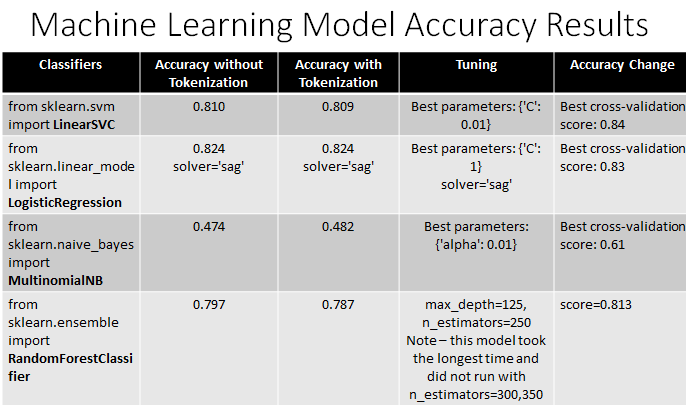 Machine Learning Model Accuracy Results
Classifiers
Accuracy without
Tokenization
Accuracy with
Tokenization
Tuning
Accuracy Change
from sklearn.svm
import LinearSVC
0.810
0.809
Best parameters: {'C':
0.01}
Best cross-validation
score: 0.84
from
sklearn.linear_mode
l import
LogisticRegression
0.824
solver='sag'
0.824
solver='sag'
Best parameters: {'C':
1}
solver='sag'
Best cross-validation
score: 0.83
from
sklearn.naive_bayes
import
MultinomialNB
0.474
0.482
Best parameters:
{'alpha': 0.01}
Best cross-validation
score: 0.61
from
sklearn.ensemble
import
RandomForestClassi
fier
0.797
0.787
max_depth=125,
n_estimators=250
Note – this model took
the longest time and
did not run with
n_estimators=300,350
score=0.813